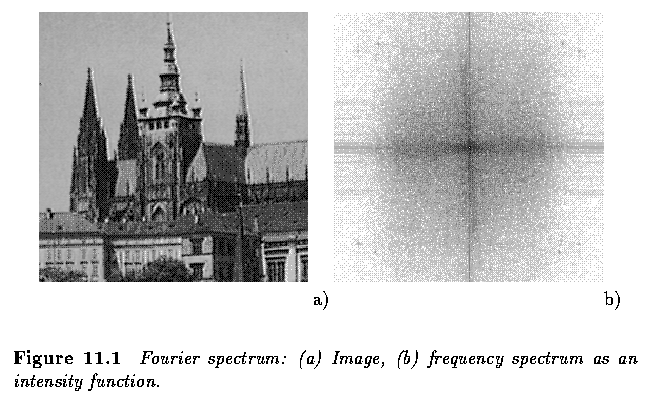 a)
b)
Figure 11.1 Fourier spectrum: (a) Image, (b) frequency spectrum as an
intensity function.